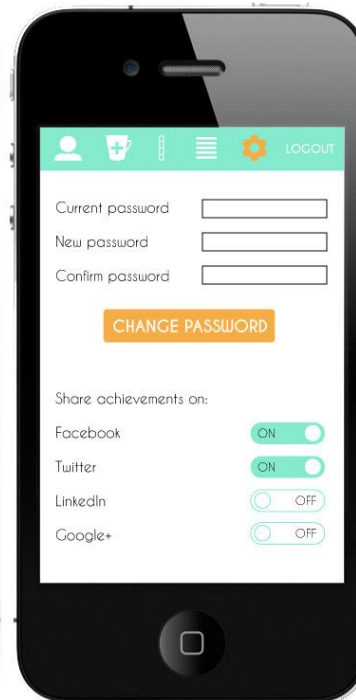 LOGOUT
Current password
New password
Confirm password
CHANGE PASSWORD
Share achievements on:
Facebook ON
Twitter ON
LinkedIn OFF
Google+ OFF